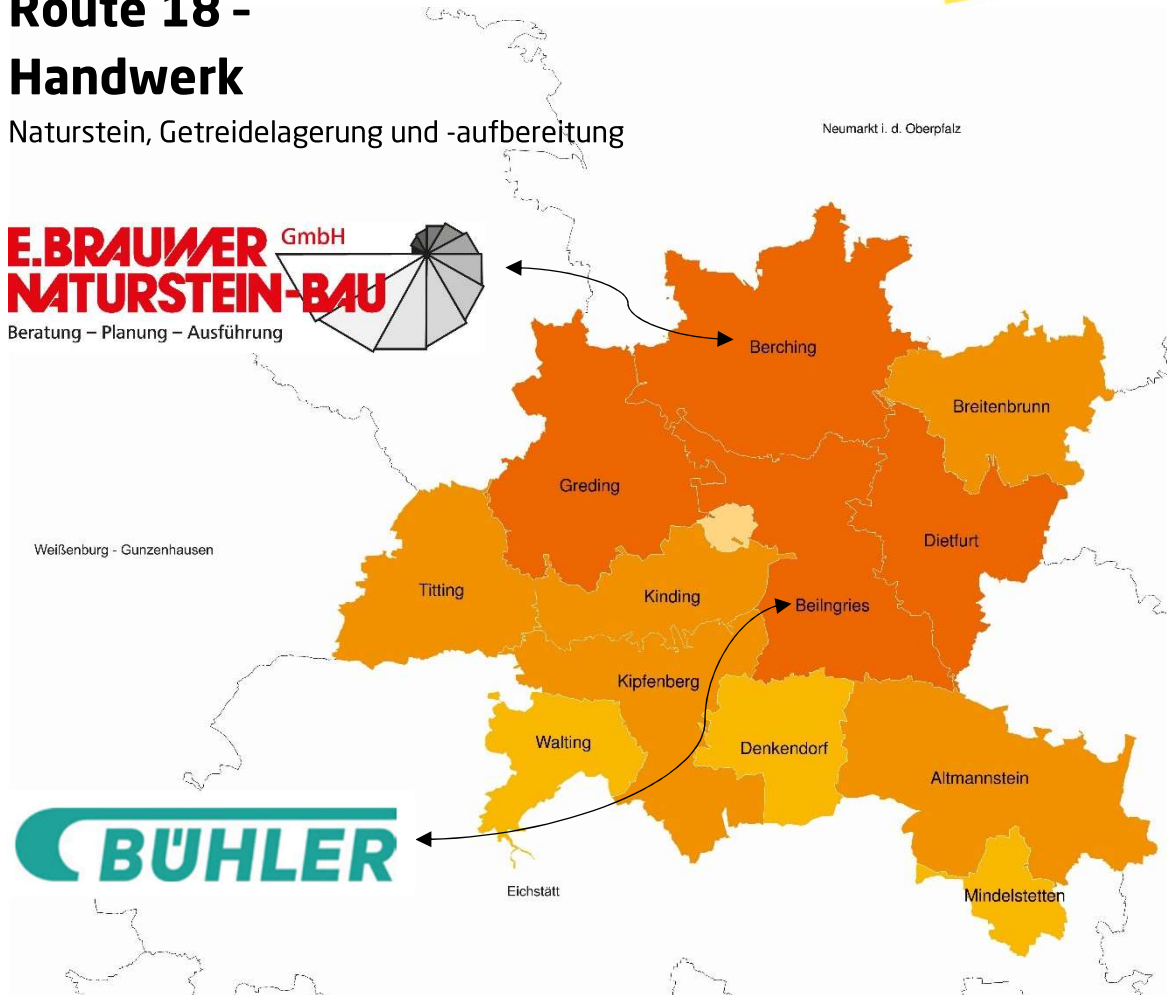 Route 18 -
Handwerk
Naturstein, Getreidelagerung und -aufbereitung
Neumarkt i. d. Oberpfalz
E.BRAUWER GmbH
NATURSTEIN-BAU
Beratung – Planung – Ausführung
Berching
Breitenbrunn
Greding
Dietfurt
Weißenburg - Gunzenhausen
Titting
Kinding
Beilngries
Kipfenberg
Walting
Denkendorf
Altmannstein
BÜHLER
Eichstätt
Mindelstetten